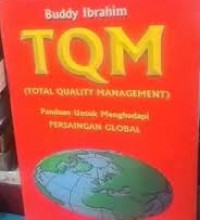 Buddy Ibrahim
TQM
(TOTAL QUALITY MANAGEMENT)
Panduan Untuk Menghadapi
PERSAINGAN GLOBAL